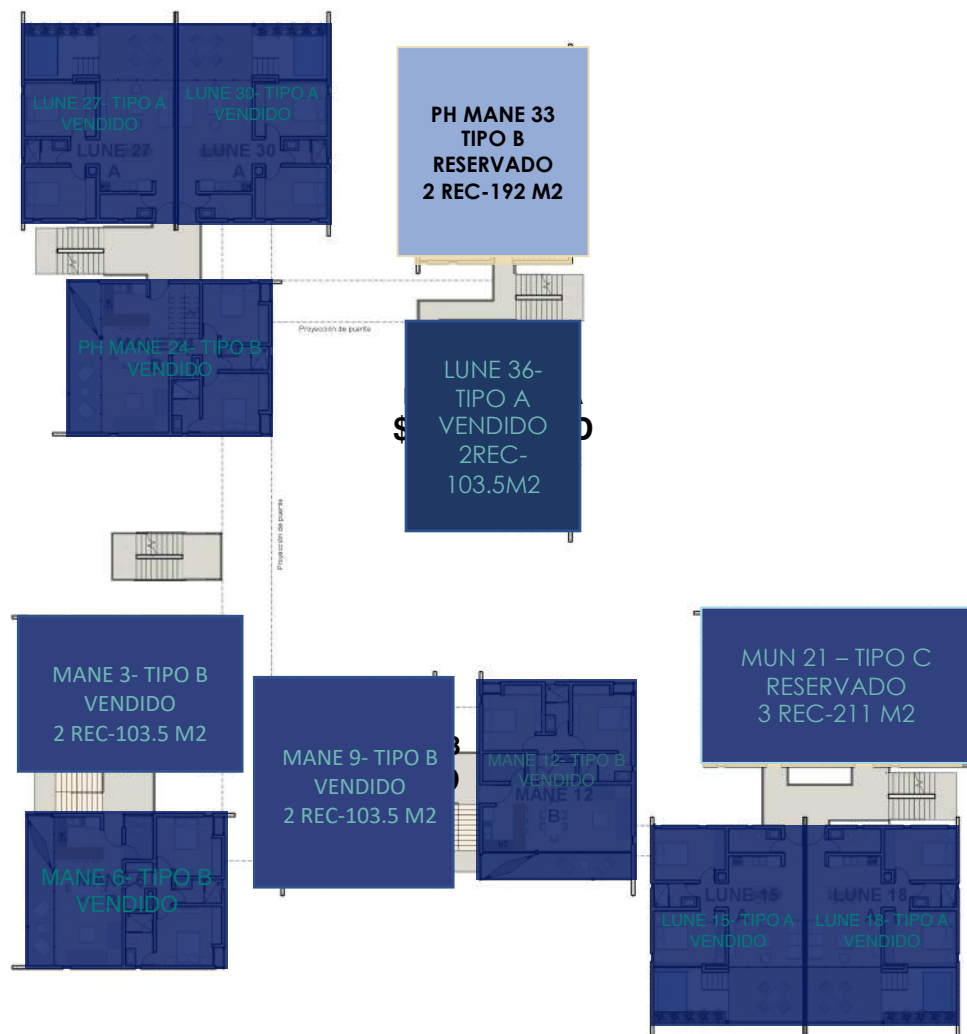 LUNE 27- TIPO A
VENDIDO
LUNE 27
A
LUNE 30- TIPO A
VENDIDO
LUNE 30
A
PH MANE 33
TIPO B
RESERVADO
2 REC-192 M2
PH MANE 24- TIPO B
VENDIDO
Proyección de puente
LUNE 36-
TIPO A
VENDIDO
2REC-
103.5M2
$
Proyección de puente
MANE 3- TIPO B
VENDIDO
2 REC-103.5 M2
MANE 9- TIPO B
VENDIDO
2 REC-103.5 M2
MANE 12- TIPO B
VENDIDO
MANE 12
B
MUN 21 – TIPO C
RESERVADO
3 REC-211 M2
MANE 6- TIPO B
VENDIDO
LUNE 15
A
LUNE 15- TIPO A
VENDIDO
LUNE 18
A
LUNE 18- TIPO A
VENDIDO